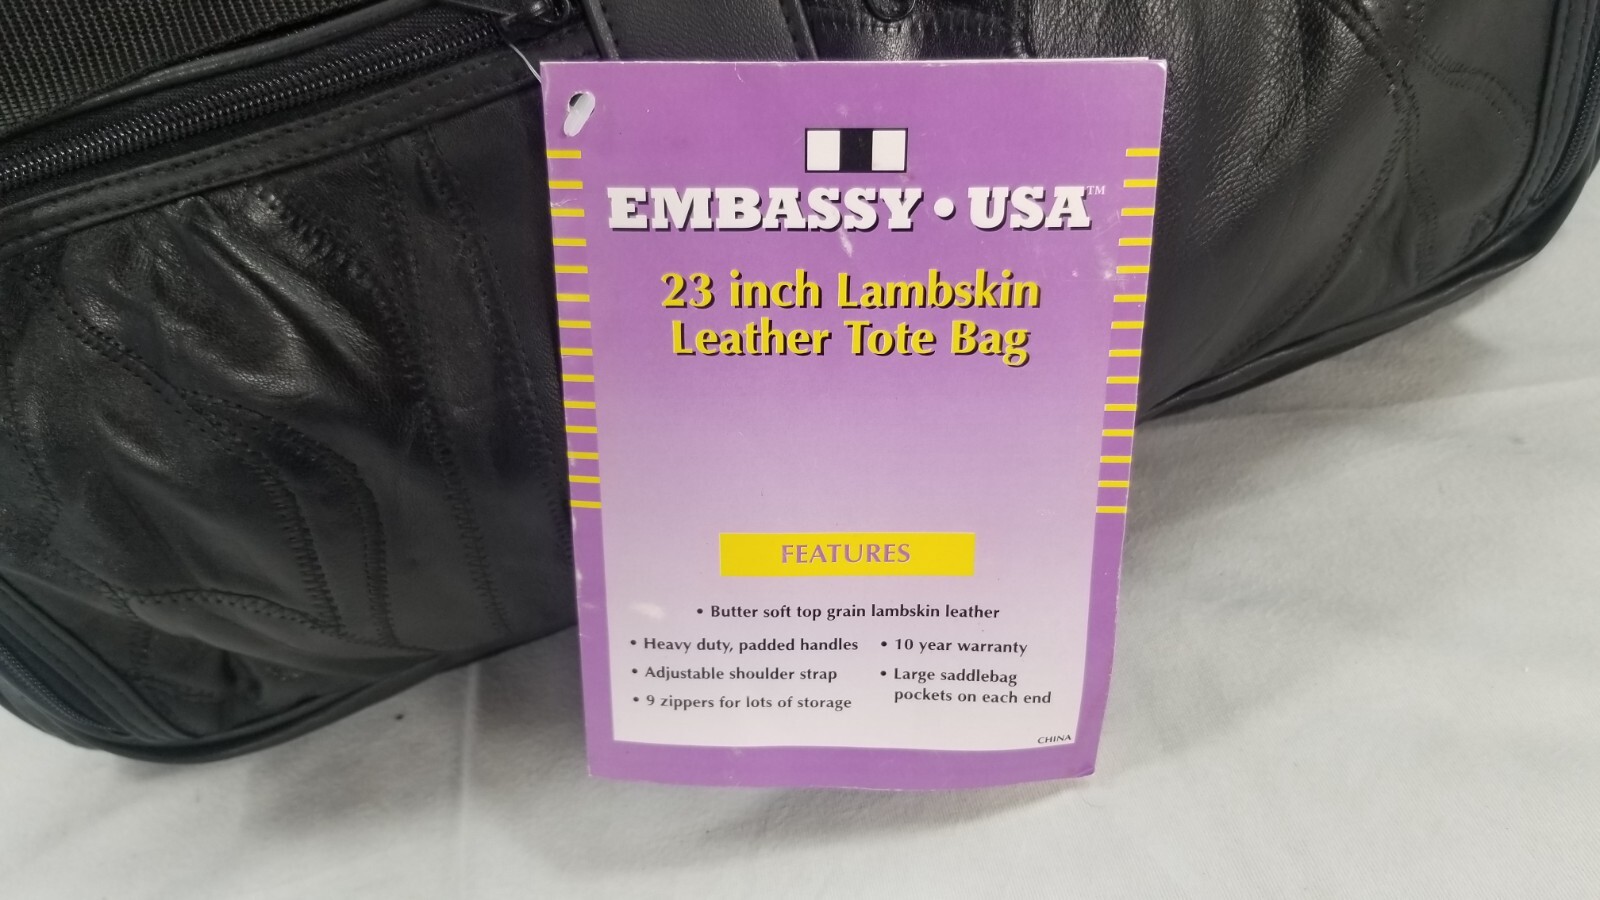 EMBASSY • USA™
23 inch Lambskin
Leather Tote Bag
FEATURES
• Butter soft top grain lambskin leather
• Heavy duty, padded handles
• Adjustable shoulder strap
• 9 zippers for lots of storage
• 10 year warranty
• Large saddlebag
pockets on each end
CHINA